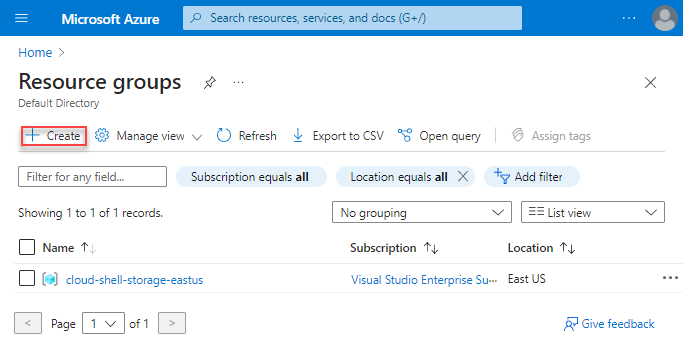 Microsoft Azure
Search resources, services, and docs (G+/)
...
Home >
Resource groups
...
Default Directory
+ Create
Manage view
Refresh
Export to CSV
Open query
Assign tags
Filter for any field...
Subscription equals all
Location equals all
Add filter
Showing 1 to 1 of 1 records.
No grouping
List view
Name ↑↓
Subscription ↑↓
Location ↑↓
cloud-shell-storage-eastus
Visual Studio Enterprise Su...
East US
...
< Page 1 of 1 >
Give feedback